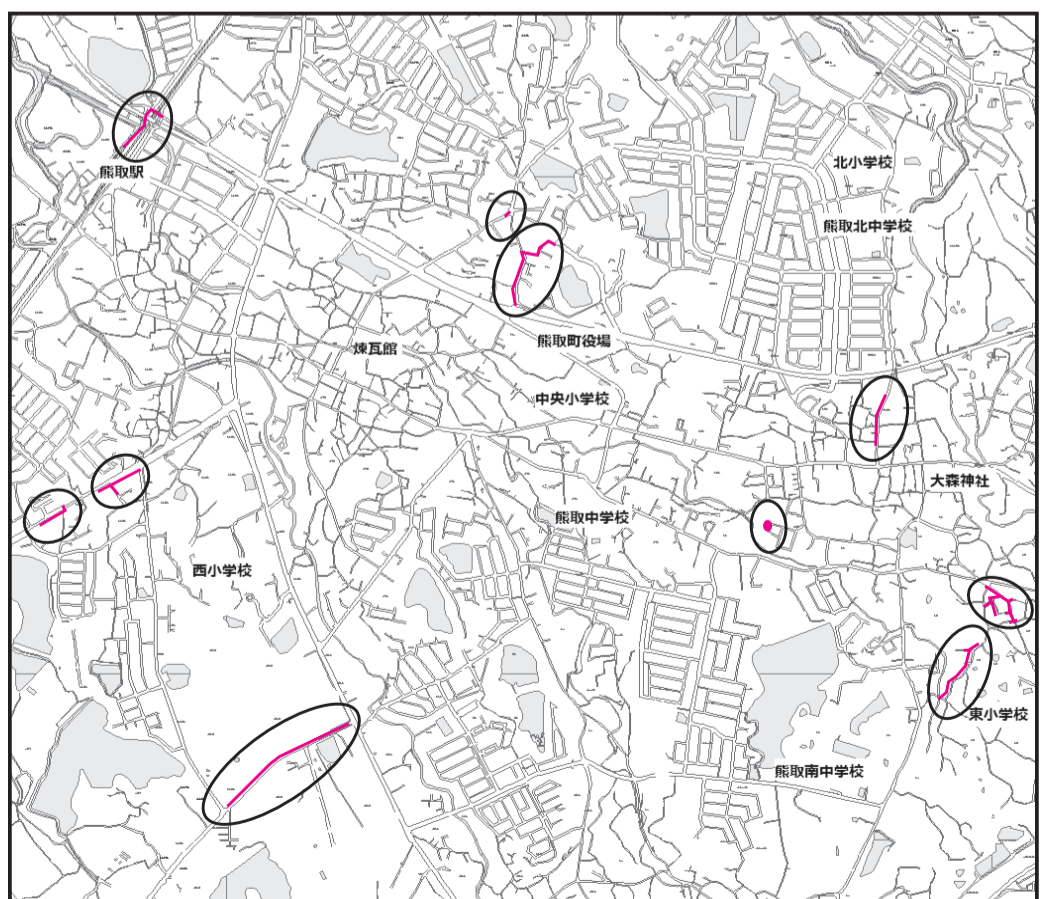 北小学校
熊取駅
熊取北中学校
熊取町役場
煉瓦館
中央小学校
大森神社
熊取中学校
西小学校
東小学校
熊取南中学校